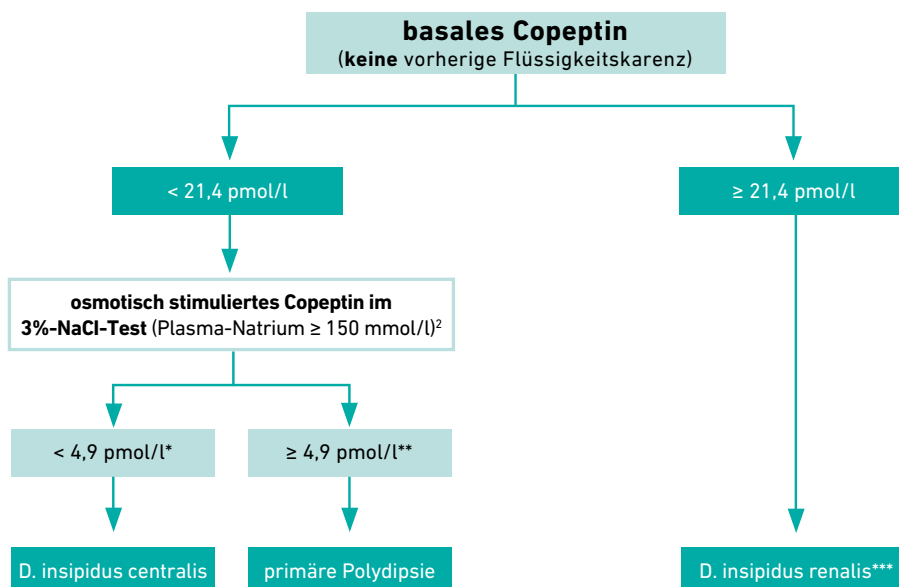 basales Copeptin
(keine vorherige Flüssigkeitskarenz)
< 21,4 pmol/l
≥ 21,4 pmol/l
osmotisch stimuliertes Copeptin im
3%-NaCl-Test (Plasma-Natrium ≥ 150 mmol/l)²
< 4,9 pmol/l*
≥ 4,9 pmol/l**
D. insipidus centralis
primäre Polydipsie
D. insipidus renalis***